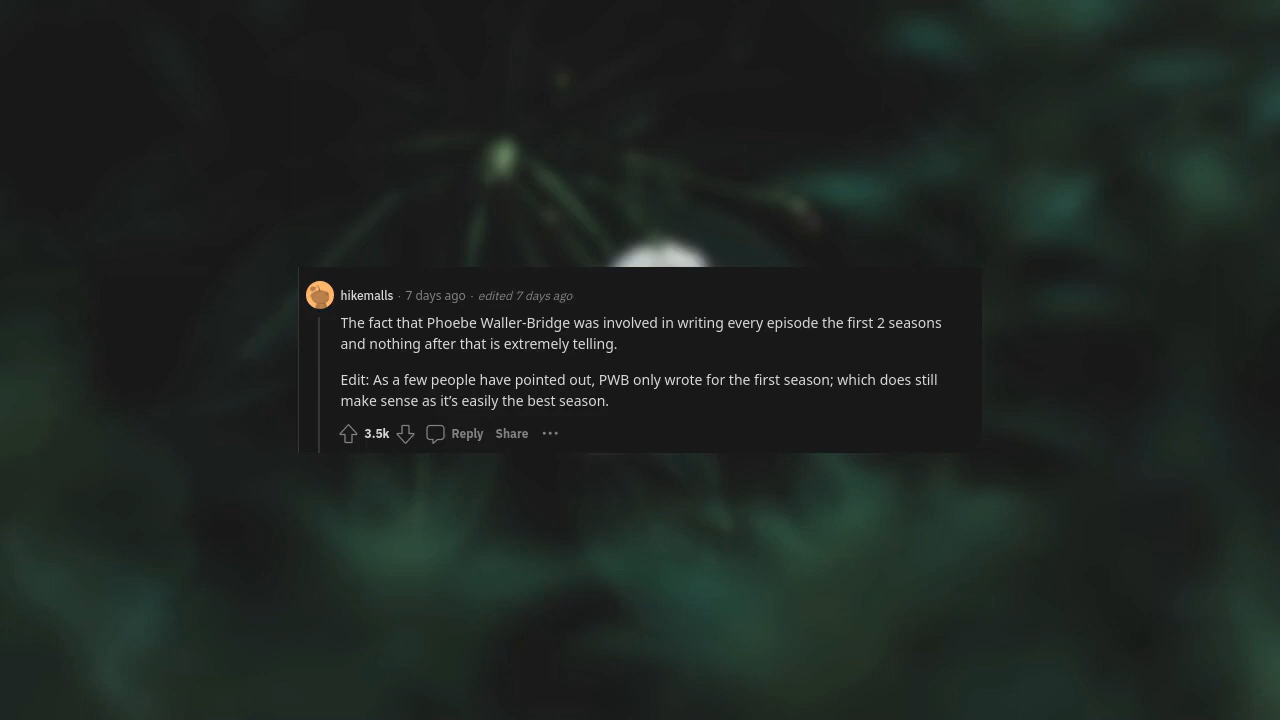 hikemalls · 7 days ago · edited 7 days ago
The fact that Phoebe Waller-Bridge was involved in writing every episode the first 2 seasons
and nothing after that is extremely telling.
Edit: As a few people have pointed out, PWB only wrote for the first season; which does still
make sense as it’s easily the best season.
3.5k Reply Share ···